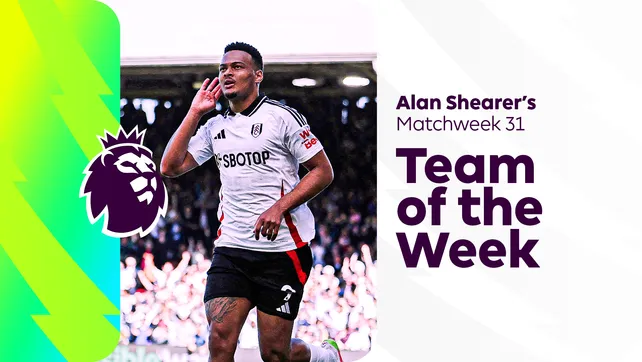 Alan Shearer's
Matchweek 31
Team
of the
Week
SBOTOP